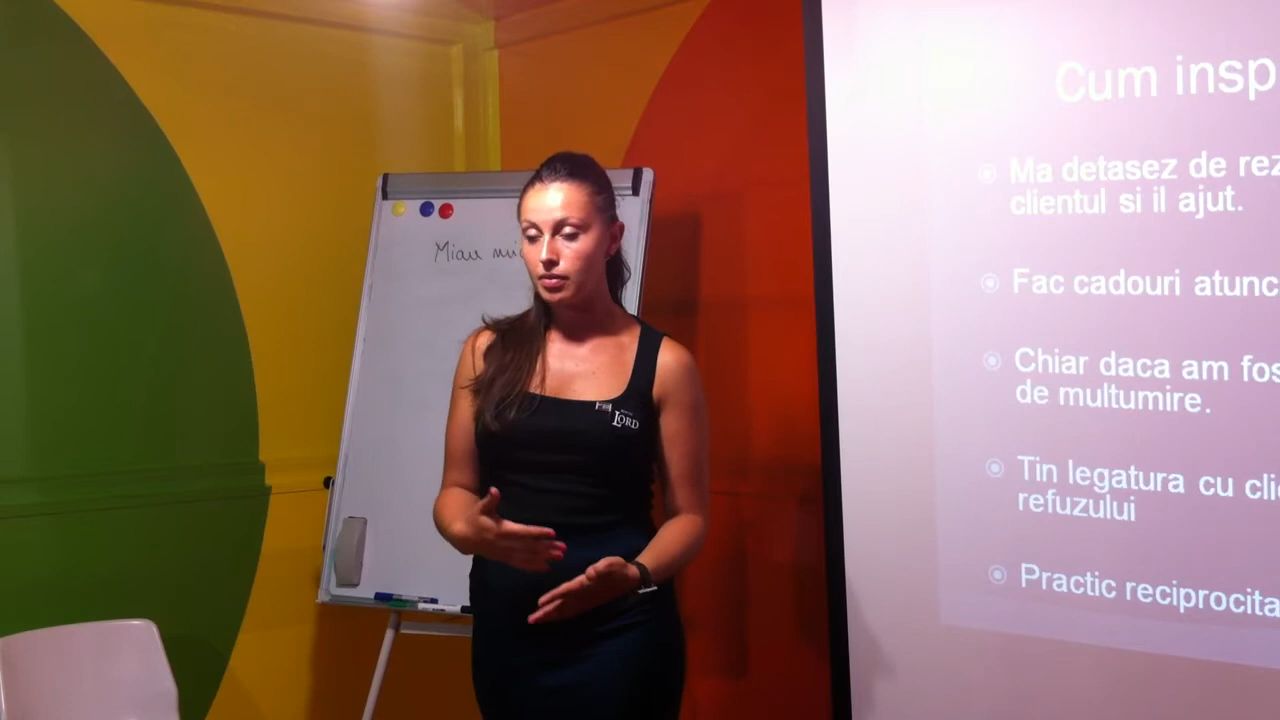 Miau
LORD
Cum insp
Ma detasez de rez
clientul si il ajut.
Fac cadouri atunc
Chiar daca am fos
de multumire.
Tin legatura cu clie
refuzului
Practic reciprocita